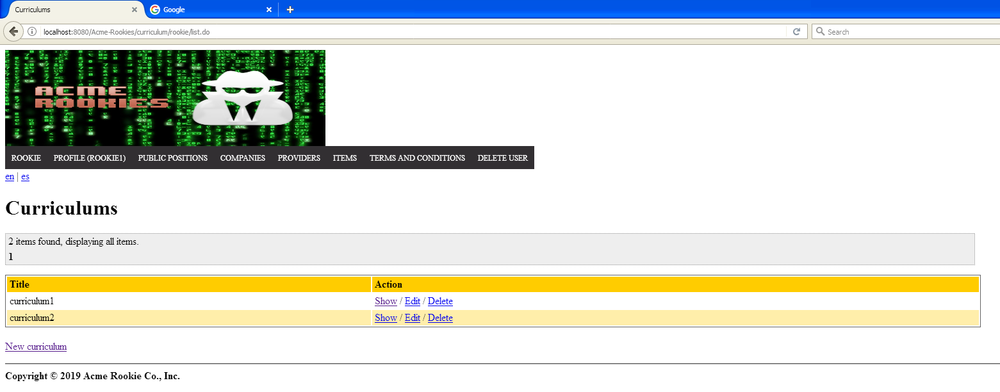 Curriculums
Google
localhost:8080/Acme-Rookies/curriculum/rookie/list.do
Search
ACME
ROOKIES
ROOKIE PROFILE (ROOKIE1) PUBLIC POSITIONS COMPANIES PROVIDERS ITEMS TERMS AND CONDITIONS DELETE USER
en | es
Curriculums
2 items found, displaying all items.
1
Title Action
curriculum1 Show / Edit / Delete
curriculum2 Show / Edit / Delete
New curriculum
Copyright © 2019 Acme Rookie Co., Inc.